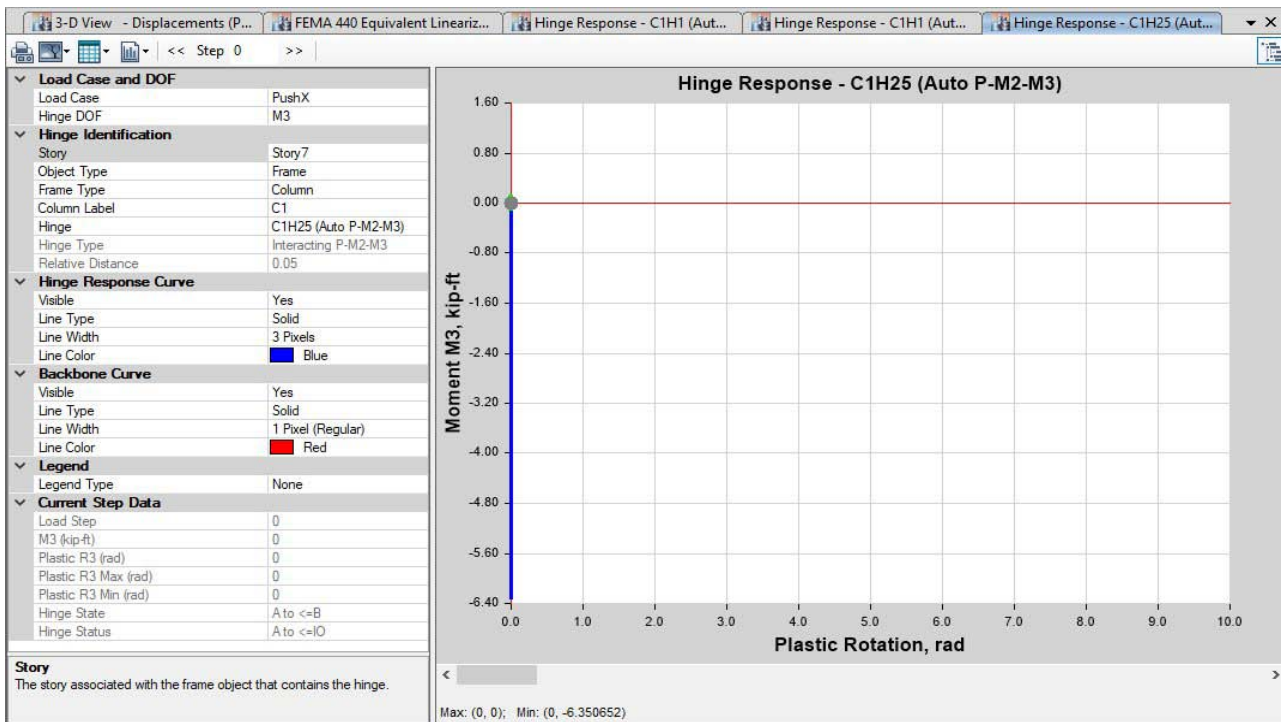 3-D View - Displacements (P... FEMA 440 Equivalent Lineariz... Hinge Response - C1H1 (Aut... Hinge Response - C1H1 (Aut... Hinge Response - C1H25 (Aut...
<< Step 0 >>
Load Case and DOF
Load Case PushX
Hinge DOF M3
Hinge Identification
Story Story7
Object Type Frame
Frame Type Column
Column Label C1
Hinge C1H25 (Auto P-M2-M3)
Hinge Type Interacting P-M2-M3
Relative Distance 0.05
Hinge Response Curve
Visible Yes
Line Type Solid
Line Width 3 Pixels
Line Color Blue
Backbone Curve
Visible Yes
Line Type Solid
Line Width 1 Pixel (Regular)
Line Color Red
Legend
Legend Type None
Current Step Data
Load Step 0
M3 (kip-ft) 0
Plastic R3 (rad) 0
Plastic R3 Max (rad) 0
Plastic R3 Min (rad) 0
Hinge State A to <=B
Hinge Status A to <=IO
Story
The story associated with the frame object that contains the hinge.
Hinge Response - C1H25 (Auto P-M2-M3)
Moment M3, kip-ft
1.60
0.80
0.00
-0.80
-1.60
-2.40
-3.20
-4.00
-4.80
-5.60
-6.40
0.0 1.0 2.0 3.0 4.0 5.0 6.0 7.0 8.0 9.0 10.0
Plastic Rotation, rad
Max: (0, 0); Min: (0, -6.350652)